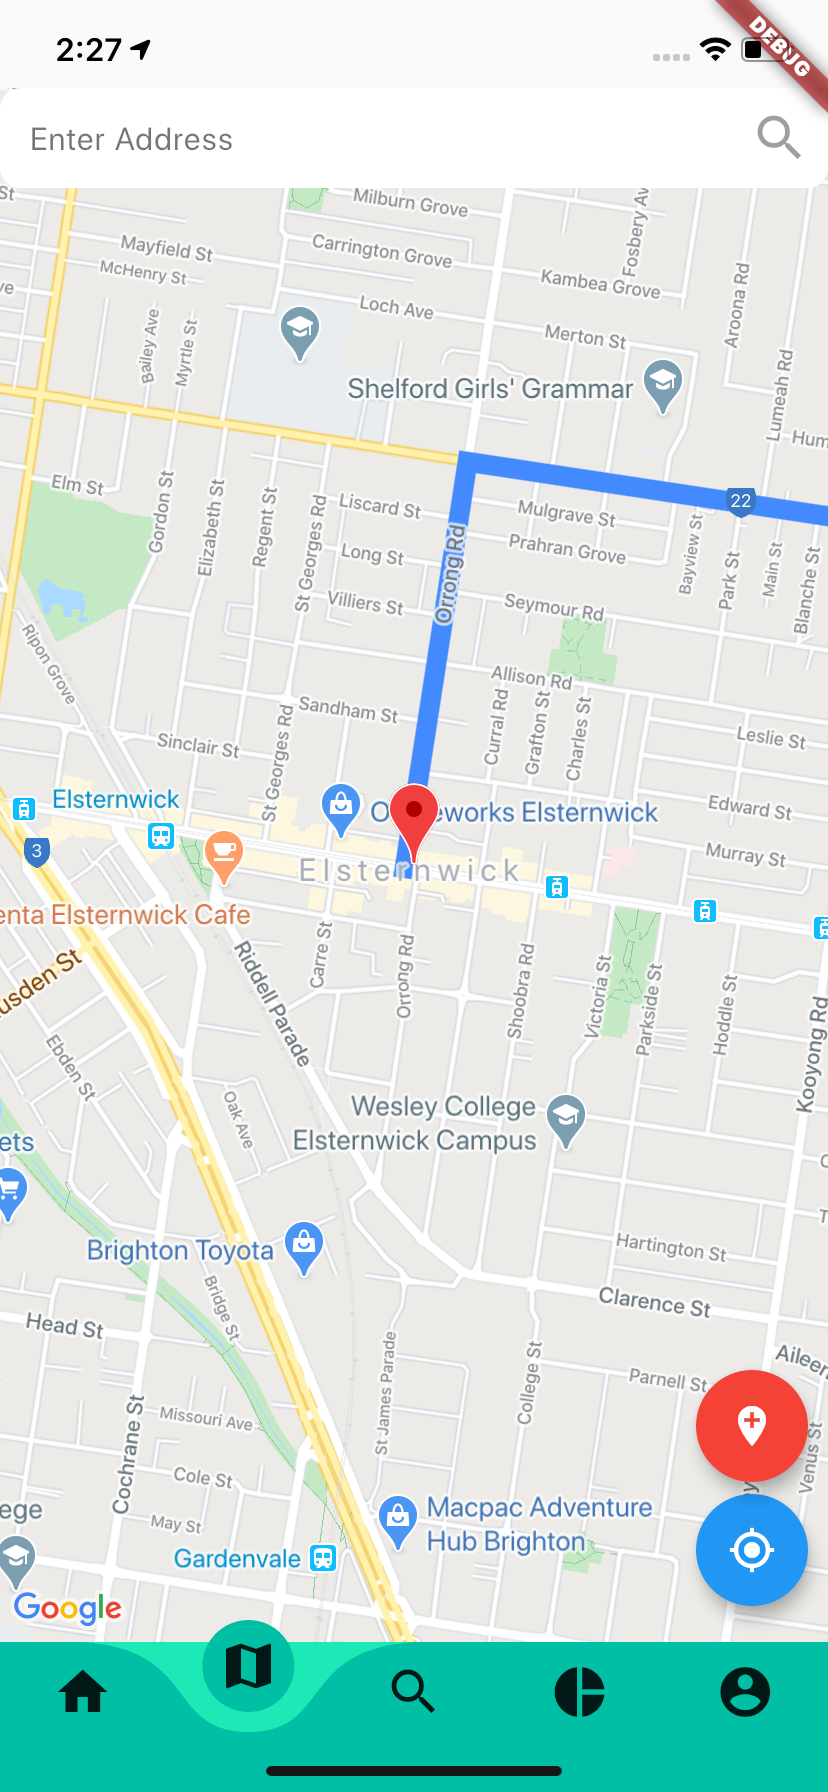 2:27
DEBUG
Enter Address
St
Milburn Grove
Fosbery Av
Mayfield St
Carrington Grove
McHenry St
Kambea Grove
Aroona Rd
ve
Loch Ave
Bailey Ave
Myrtle St
Merton St
Shelford Girls' Grammar
Lumeah Rd
Hum
Elm St
Gordon St
Elizabeth St
Regent St
St Georges Rd
Liscard St
22
Mulgrave St
Orrong Rd
Long St
Prahran Grove
Bayview St
Park St
Main St
Blanche St
Villiers St
Seymour Rd
Ripon Grove
Allison Rd
Sandham St
Curral Rd
Grafton St
Charles St
Leslie St
Sinclair St
St Georges Rd
Elsternwick
eworks Elsternwick
Edward St
3
Murray St
Elsternwick
enta Elsternwick Cafe
usden St
Riddell Parade
Carre St
Orrong Rd
Shoobra Rd
Victoria St
Parkside St
Hoddle St
Kooyong Rd
Ebden St
Oak Ave
Wesley College
Elsternwick Campus
ets
Brighton Toyota
Hartington St
Bridge St
Clarence St
Head St
Aileen
St James Parade
College St
Parnell St
Cochrane St
Missouri Ave
Venus St
Cole St
ege
May St
Macpac Adventure
Hub Brighton
Gardenvale
Google